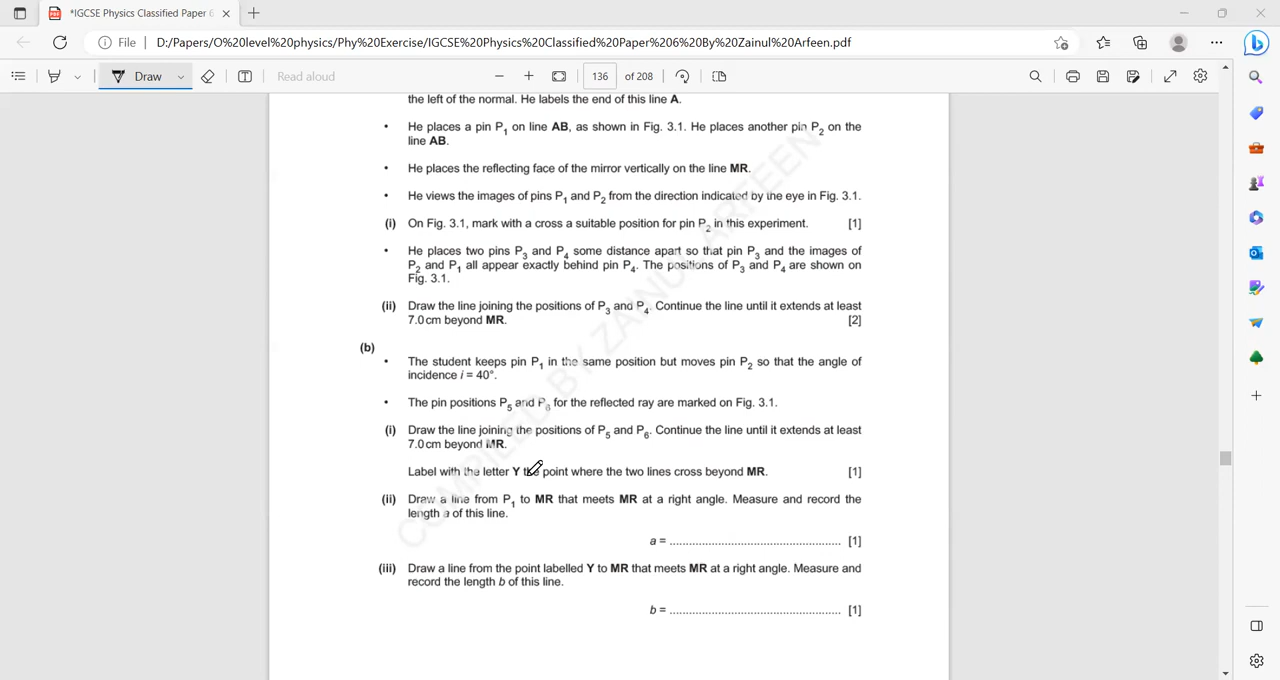 *IGCSE Physics Classified Paper 6
File
D:/Papers/O%20level%20physics/Phy%20Exercise/IGCSE%20Physics%20Classified%20Paper%206%20By%20Zainul%20Arfeen.pdf
Draw
Read aloud
136 of 208
the left of the normal. He labels the end of this line A.
• He places a pin P1 on line AB, as shown in Fig. 3.1. He places another pin P2 on the
line AB.
• He places the reflecting face of the mirror vertically on the line MR.
• He views the images of pins P1 and P2 from the direction indicated by the eye in Fig. 3.1.
(i) On Fig. 3.1, mark with a cross a suitable position for pin P2 in this experiment. [1]
• He places two pins P3 and P4 some distance apart so that pin P3 and the images of
P2 and P1 all appear exactly behind pin P4. The positions of P3 and P4 are shown on
Fig. 3.1.
(ii) Draw the line joining the positions of P3 and P4. Continue the line until it extends at least
7.0 cm beyond MR. [2]
(b)
• The student keeps pin P1 in the same position but moves pin P2 so that the angle of
incidence i = 40°.
• The pin positions P5 and P6 for the reflected ray are marked on Fig. 3.1.
(i) Draw the line joining the positions of P5 and P6. Continue the line until it extends at least
7.0 cm beyond MR.
Label with the letter Y the point where the two lines cross beyond MR. [1]
(ii) Draw a line from P1 to MR that meets MR at a right angle. Measure and record the
length a of this line.
a = .................................................... [1]
(iii) Draw a line from the point labelled Y to MR that meets MR at a right angle. Measure and
record the length b of this line.
b = .................................................... [1]
COMPILED BY ZAINUL ARFEEN